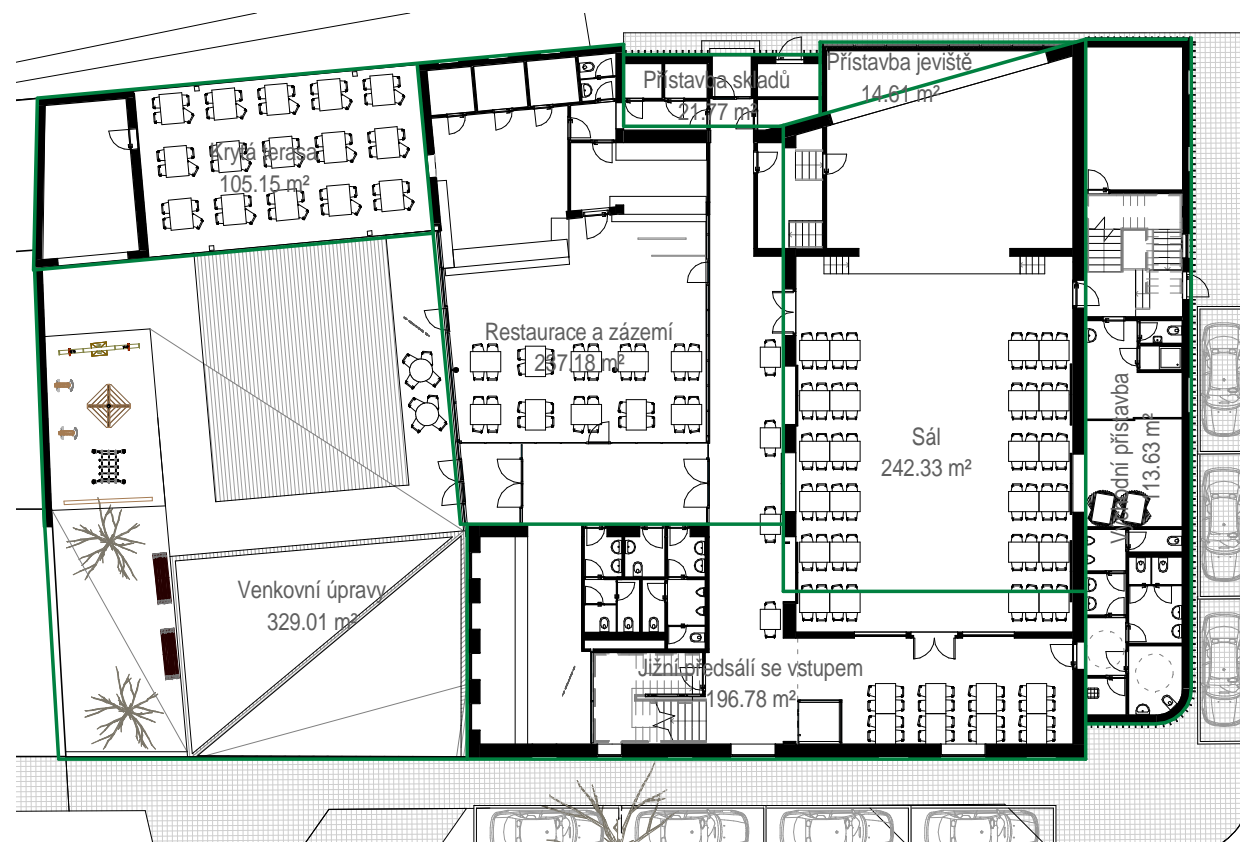 Přístavba jeviště
14.61 m²
Přístavba skladů
21.77 m²
Krytá terasa
105.15 m²
Restaurace a zázemí
237.18 m²
Sál
242.33 m²
Východní přístavba
113.63 m²
Venkovní úpravy
329.01 m²
Jižní předsálí se vstupem
196.78 m²